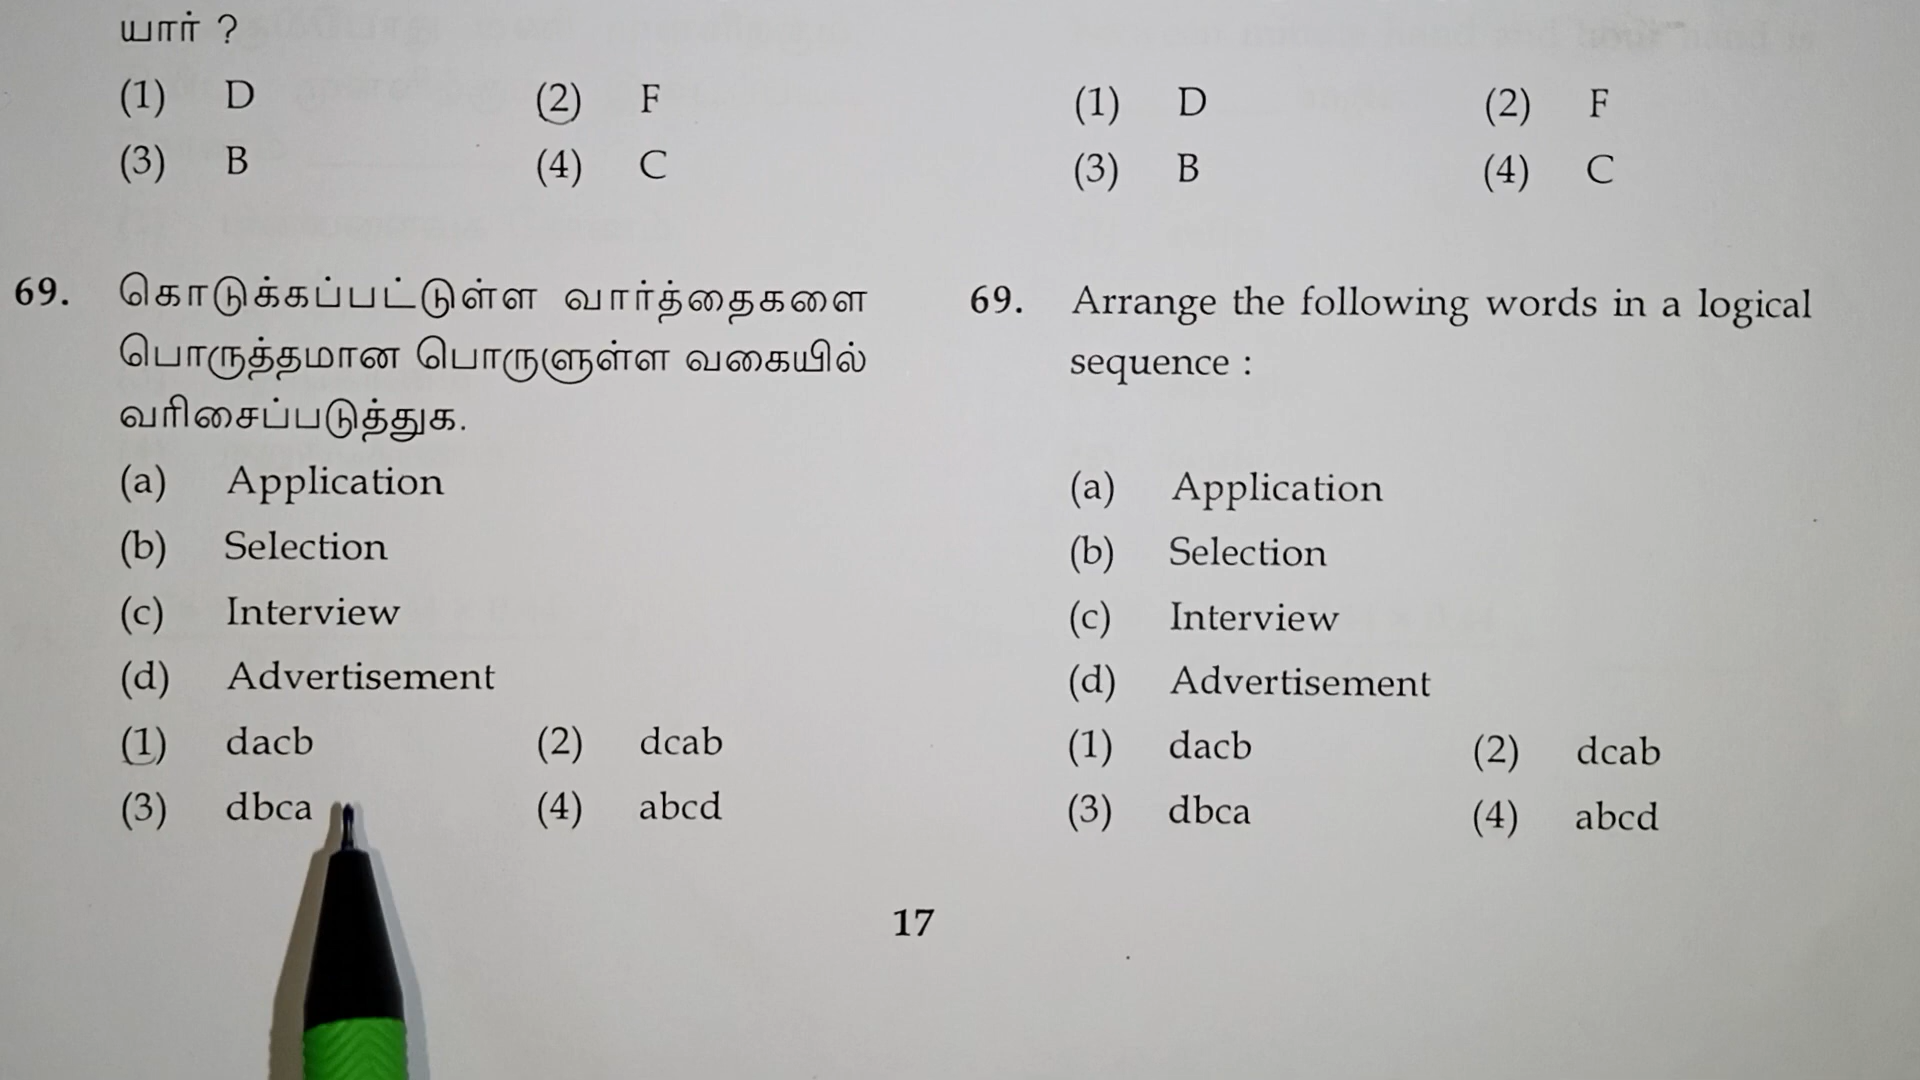 யார் ?
(1) D (2) F
(3) B (4) C
69. கொடுக்கப்பட்டுள்ள வார்த்தைகளை
பொருத்தமான பொருளுள்ள வகையில்
வரிசைப்படுத்துக.
(a) Application
(b) Selection
(c) Interview
(d) Advertisement
(1) dacb (2) dcab
(3) dbca (4) abcd
(1) D (2) F
(3) B (4) C
69. Arrange the following words in a logical
sequence :
(a) Application
(b) Selection
(c) Interview
(d) Advertisement
(1) dacb (2) dcab
(3) dbca (4) abcd
17